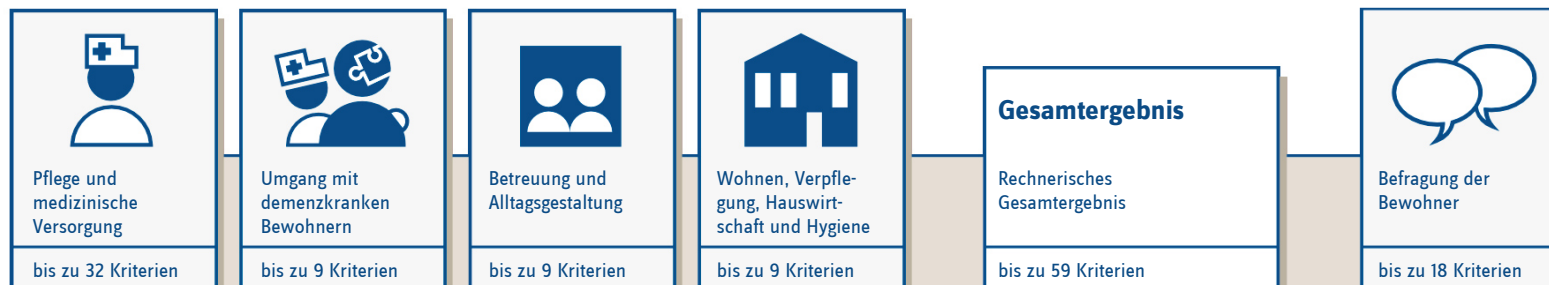 Pflege und
medizinische
Versorgung
bis zu 32 Kriterien
Umgang mit
demenzkranken
Bewohnern
bis zu 9 Kriterien
Betreuung und
Alltagsgestaltung
bis zu 9 Kriterien
Wohnen, Verpfle-
gung, Hauswirt-
schaft und Hygiene
bis zu 9 Kriterien
Gesamtergebnis
Rechnerisches
Gesamtergebnis
bis zu 59 Kriterien
Befragung der
Bewohner
bis zu 18 Kriterien